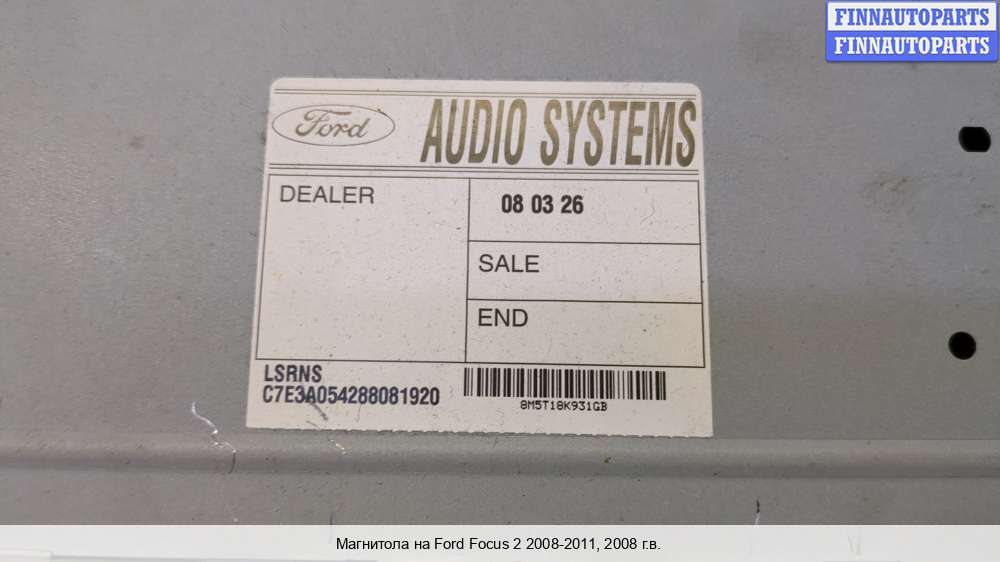 FINNAUTOPARTS
FINNAUTOPARTS
Ford AUDIO SYSTEMS
DEALER
08 03 26
SALE
END
LSRNS
C7E3A054288081920
8M5T18K931GB
Магнитола на Ford Focus 2 2008-2011, 2008 г.в.